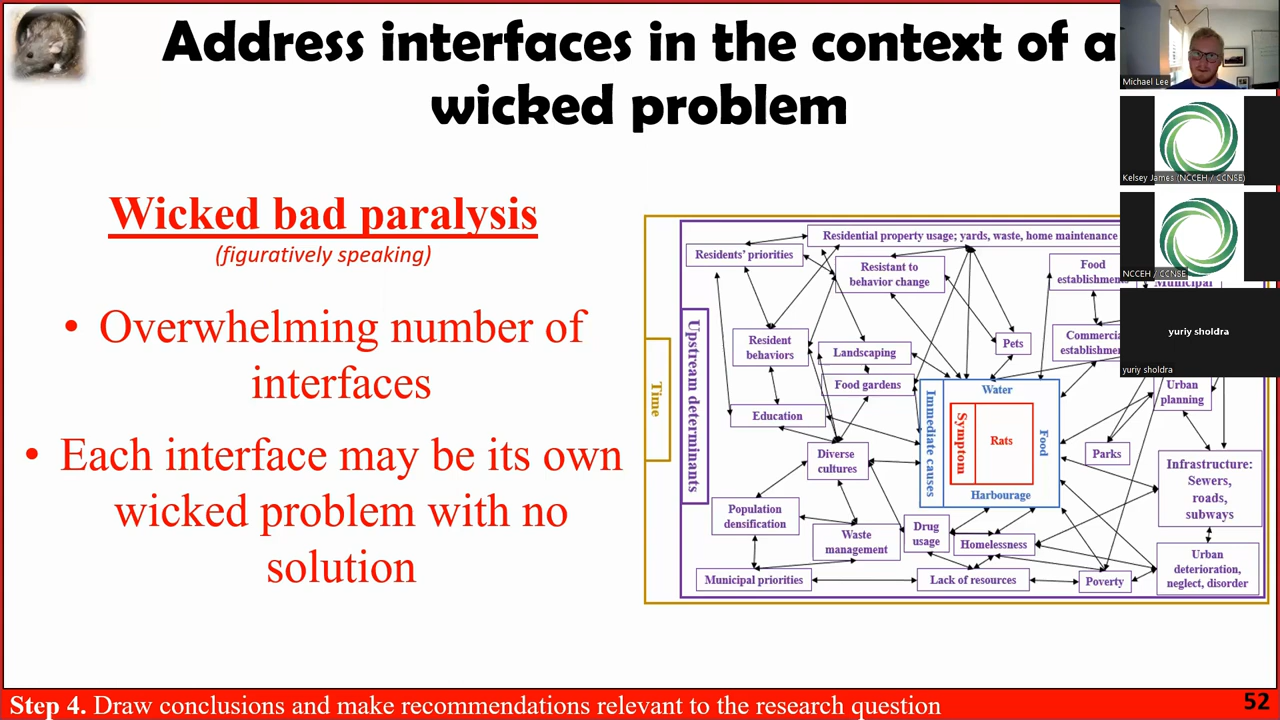 Address interfaces in the context of a
wicked problem
Wicked bad paralysis
(figuratively speaking)
• Overwhelming number of
interfaces
• Each interface may be its own
wicked problem with no
solution
Time
Upstream determinants
Residential property usage; yards, waste, home maintenance
Residents' priorities
Resistant to
behavior change
Food
establishments
Municipal
Resident
behaviors
Landscaping
Pets
Commercial
establishments
Food gardens
Education
Water
Immediate causes
Symptom
Rats
Food
Harbourage
Urban
planning
Parks
Diverse
cultures
Infrastructure:
Sewers,
roads,
subways
Population
densification
Waste
management
Drug
usage
Homelessness
Urban
deterioration,
neglect, disorder
Municipal priorities
Lack of resources
Poverty
Michael Lee
Kelsey James (NCCEH / CCNSE)
NCCEH / CCNSE
yuriy sholdra
yuriy sholdra
Step 4. Draw conclusions and make recommendations relevant to the research question
52